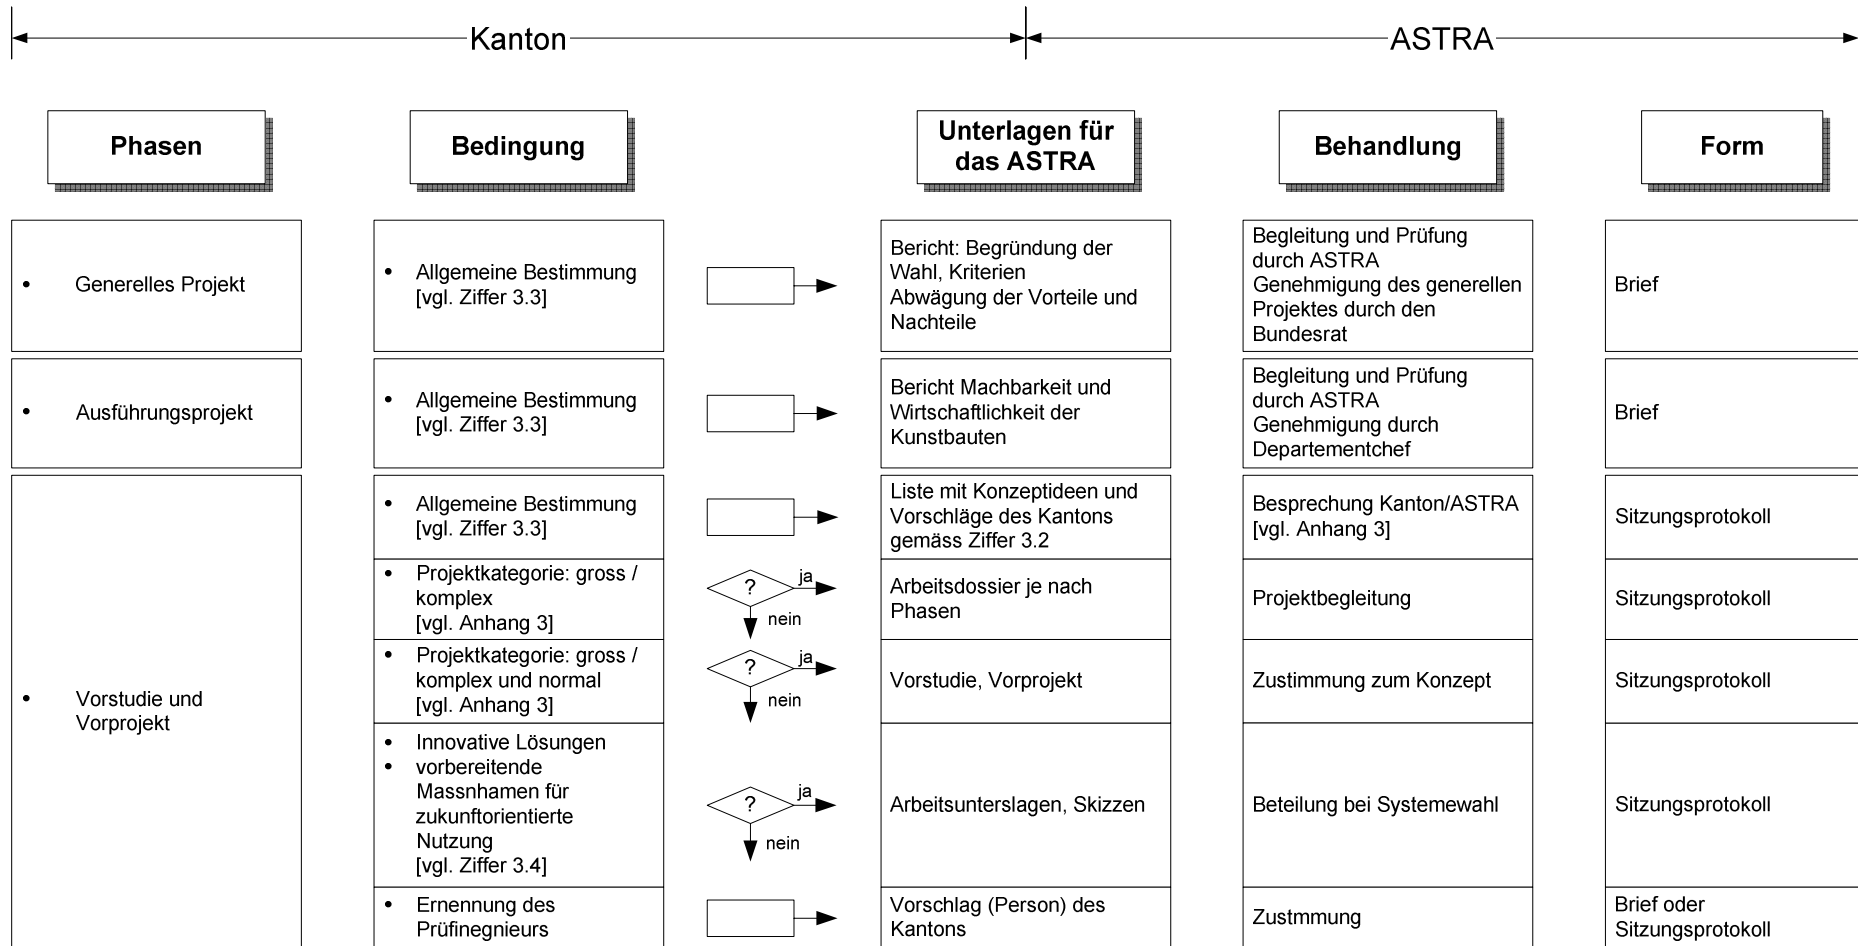 Kanton
ASTRA
Phasen
Bedingung
Unterlagen für
das ASTRA
Behandlung
Form
• Generelles Projekt
• Allgemeine Bestimmung
[vgl. Ziffer 3.3]
Bericht: Begründung der
Wahl, Kriterien
Abwägung der Vorteile und
Nachteile
Begleitung und Prüfung
durch ASTRA
Genehmigung des generellen
Projektes durch den
Bundesrat
Brief
• Ausführungsprojekt
• Allgemeine Bestimmung
[vgl. Ziffer 3.3]
Bericht Machbarkeit und
Wirtschaftlichkeit der
Kunstbauten
Begleitung und Prüfung
durch ASTRA
Genehmigung durch
Departementchef
Brief
• Vorstudie und
Vorprojekt
• Allgemeine Bestimmung
[vgl. Ziffer 3.3]
Liste mit Konzeptideen und
Vorschläge des Kantons
gemäss Ziffer 3.2
Besprechung Kanton/ASTRA
[vgl. Anhang 3]
Sitzungsprotokoll
• Projektkategorie: gross /
komplex
[vgl. Anhang 3]
?
ja
nein
Arbeitsdossier je nach
Phasen
Projektbegleitung
Sitzungsprotokoll
• Projektkategorie: gross /
komplex und normal
[vgl. Anhang 3]
?
ja
nein
Vorstudie, Vorprojekt
Zustimmung zum Konzept
Sitzungsprotokoll
• Innovative Lösungen
• vorbereitende
Massnhamen für
zukunftorientierte
Nutzung
[vgl. Ziffer 3.4]
?
ja
nein
Arbeitsunterslagen, Skizzen
Beteilung bei Systemewahl
Sitzungsprotokoll
• Ernennung des
Prüfinegnieurs
Vorschlag (Person) des
Kantons
Zustmmung
Brief oder
Sitzungsprotokoll